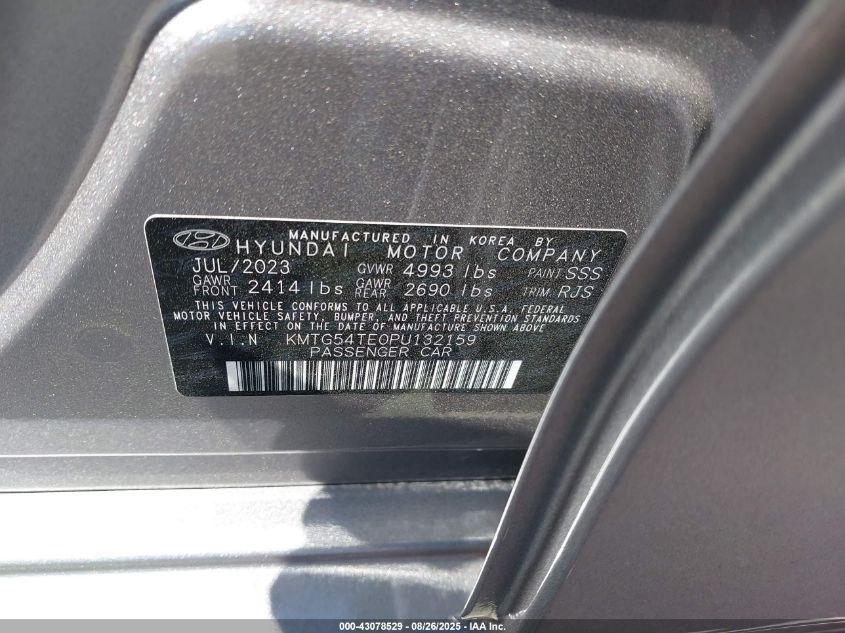 MANUFACTURED IN KOREA BY
HYUNDAI MOTOR COMPANY
JUL/2023 GVWR 4993 lbs PAINT SSS
GAWR FRONT 2414 lbs GAWR REAR 2690 lbs TRIM RJS
THIS VEHICLE CONFORMS TO ALL APPLICABLE U.S.A. FEDERAL
MOTOR VEHICLE SAFETY, BUMPER, AND THEFT PREVENTION STANDARDS
IN EFFECT ON THE DATE OF MANUFACTURE SHOWN ABOVE
V.I.N KMTG54TE0PU132159
PASSENGER CAR
000-43078529 - 08/26/2025 - IAA Inc.